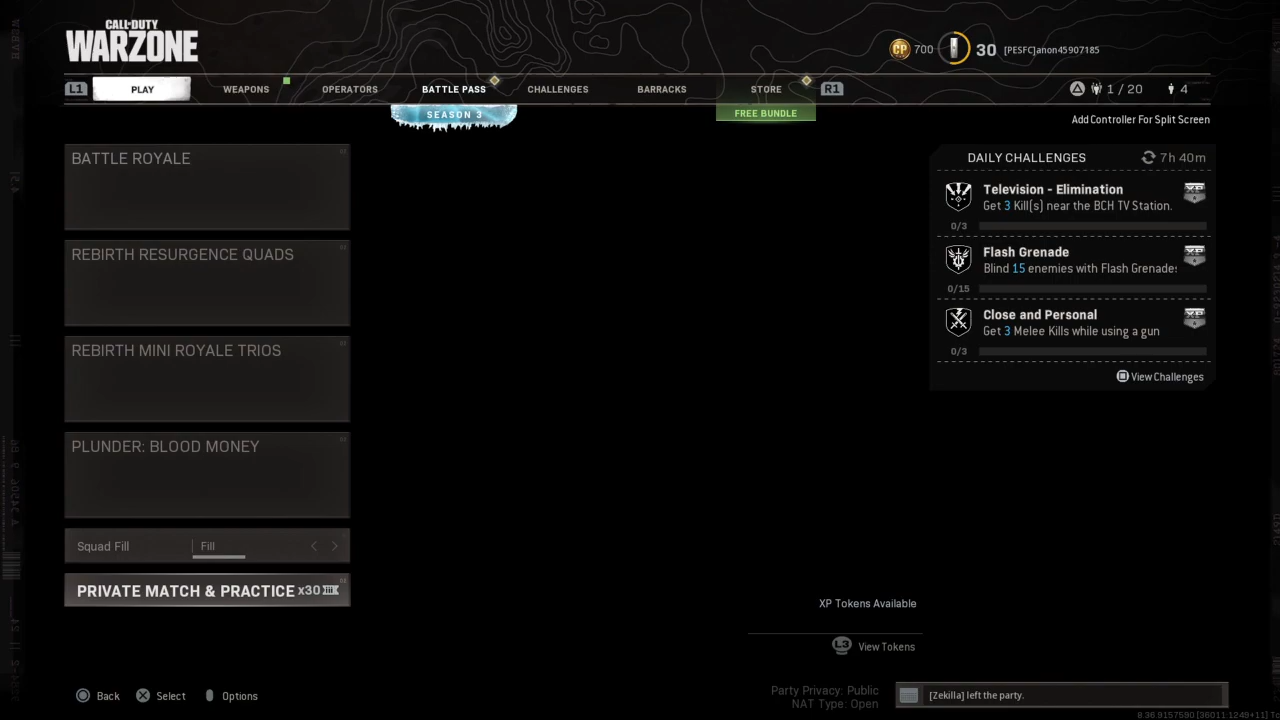 CALL OF DUTY
WARZONE
CP 700
30
[PESFC]anon45907185
L1
PLAY
WEAPONS
OPERATORS
BATTLE PASS
CHALLENGES
BARRACKS
STORE
R1
1 / 20
4
SEASON 3
FREE BUNDLE
Add Controller For Split Screen
BATTLE ROYALE
REBIRTH RESURGENCE QUADS
REBIRTH MINI ROYALE TRIOS
PLUNDER: BLOOD MONEY
Squad Fill
Fill
PRIVATE MATCH & PRACTICE x30
DAILY CHALLENGES
7h 40m
Television - Elimination
XP
Get 3 Kill(s) near the BCH TV Station.
0/3
Flash Grenade
XP
Blind 15 enemies with Flash Grenades
0/15
Close and Personal
XP
Get 3 Melee Kills while using a gun
0/3
View Challenges
XP Tokens Available
L3 View Tokens
Back
Select
Options
Party Privacy: Public
NAT Type: Open
[Zekilla] left the party.